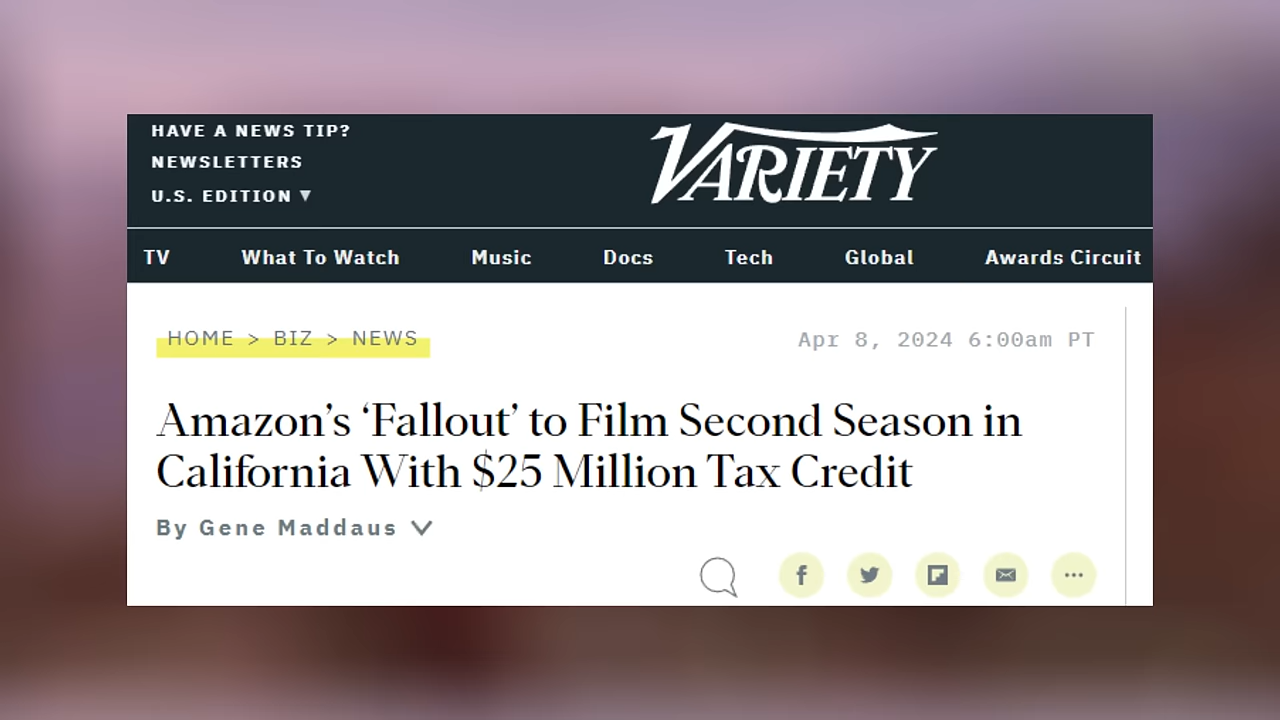 HAVE A NEWS TIP?
NEWSLETTERS
U.S. EDITION ▼
VARIETY
TV What To Watch Music Docs Tech Global Awards Circuit
HOME > BIZ > NEWS
Apr 8, 2024 6:00am PT
Amazon’s ‘Fallout’ to Film Second Season in
California With $25 Million Tax Credit
By Gene Maddaus